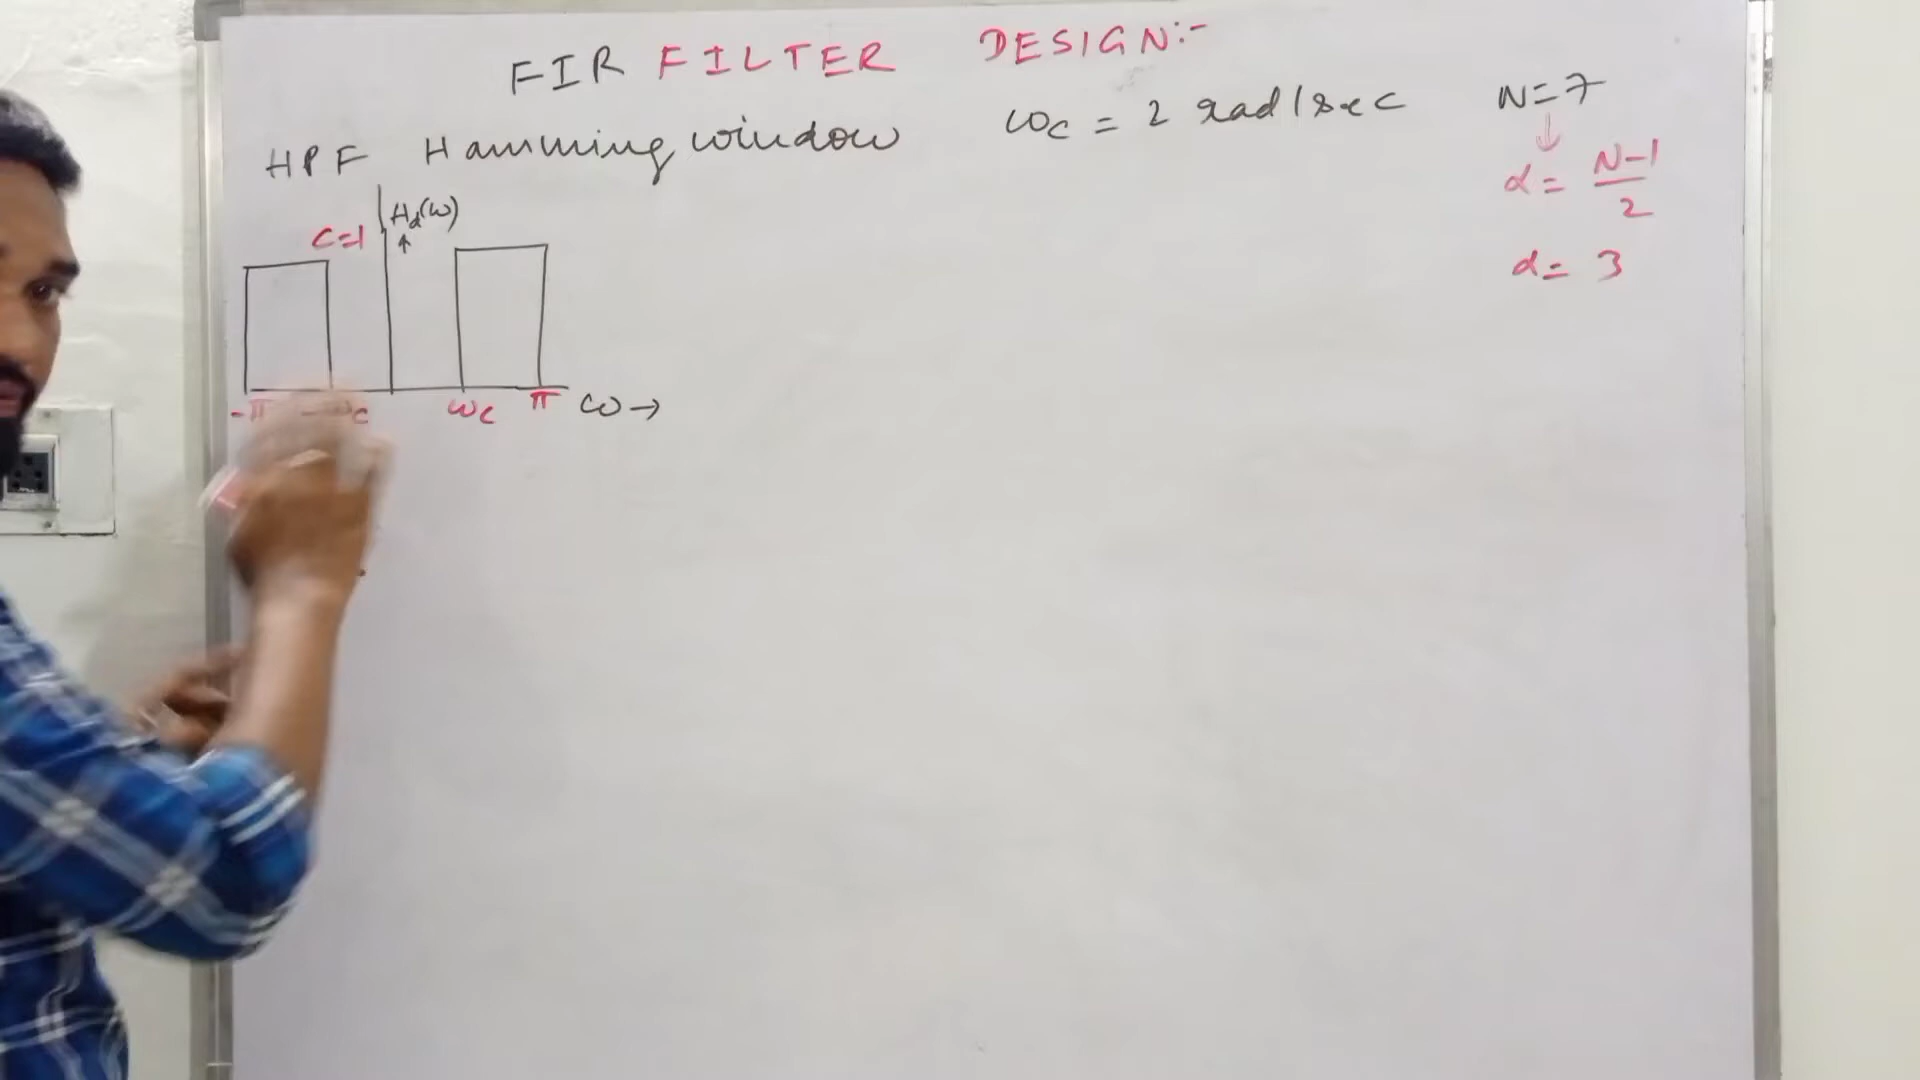 FIR FILTER DESIGN:-
HPF Hamming window ωc = 2 rad/sec N=7
α = N-1/2
α = 3
Hd(ω)
C=1
-π -ωc ωc π ω→